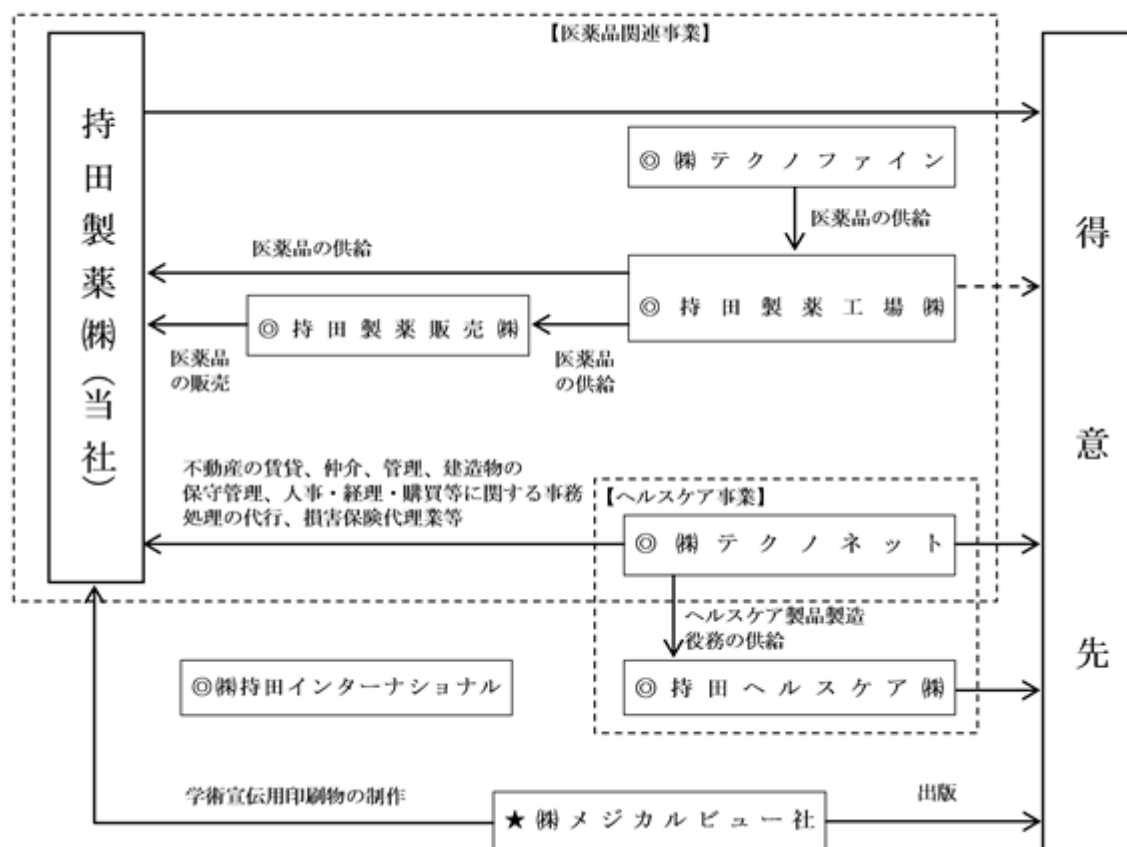 【医薬品関連事業】
持田製薬㈱(当社)
◎ ㈱テクノファイン
医薬品の供給
得意先
医薬品の供給
◎ 持田製薬工場㈱
◎ 持田製薬販売㈱
医薬品
の販売
医薬品
の供給
不動産の賃貸、仲介、管理、建造物の
保守管理、人事・経理・購買等に関する事務
処理の代行、損害保険代理業等
【ヘルスケア事業】
◎ ㈱テクノネット
ヘルスケア製品製造
役務の供給
◎㈱持田インターナショナル
◎ 持田ヘルスケア㈱
学術宣伝用印刷物の制作
出版
★㈱メジカルビュー社